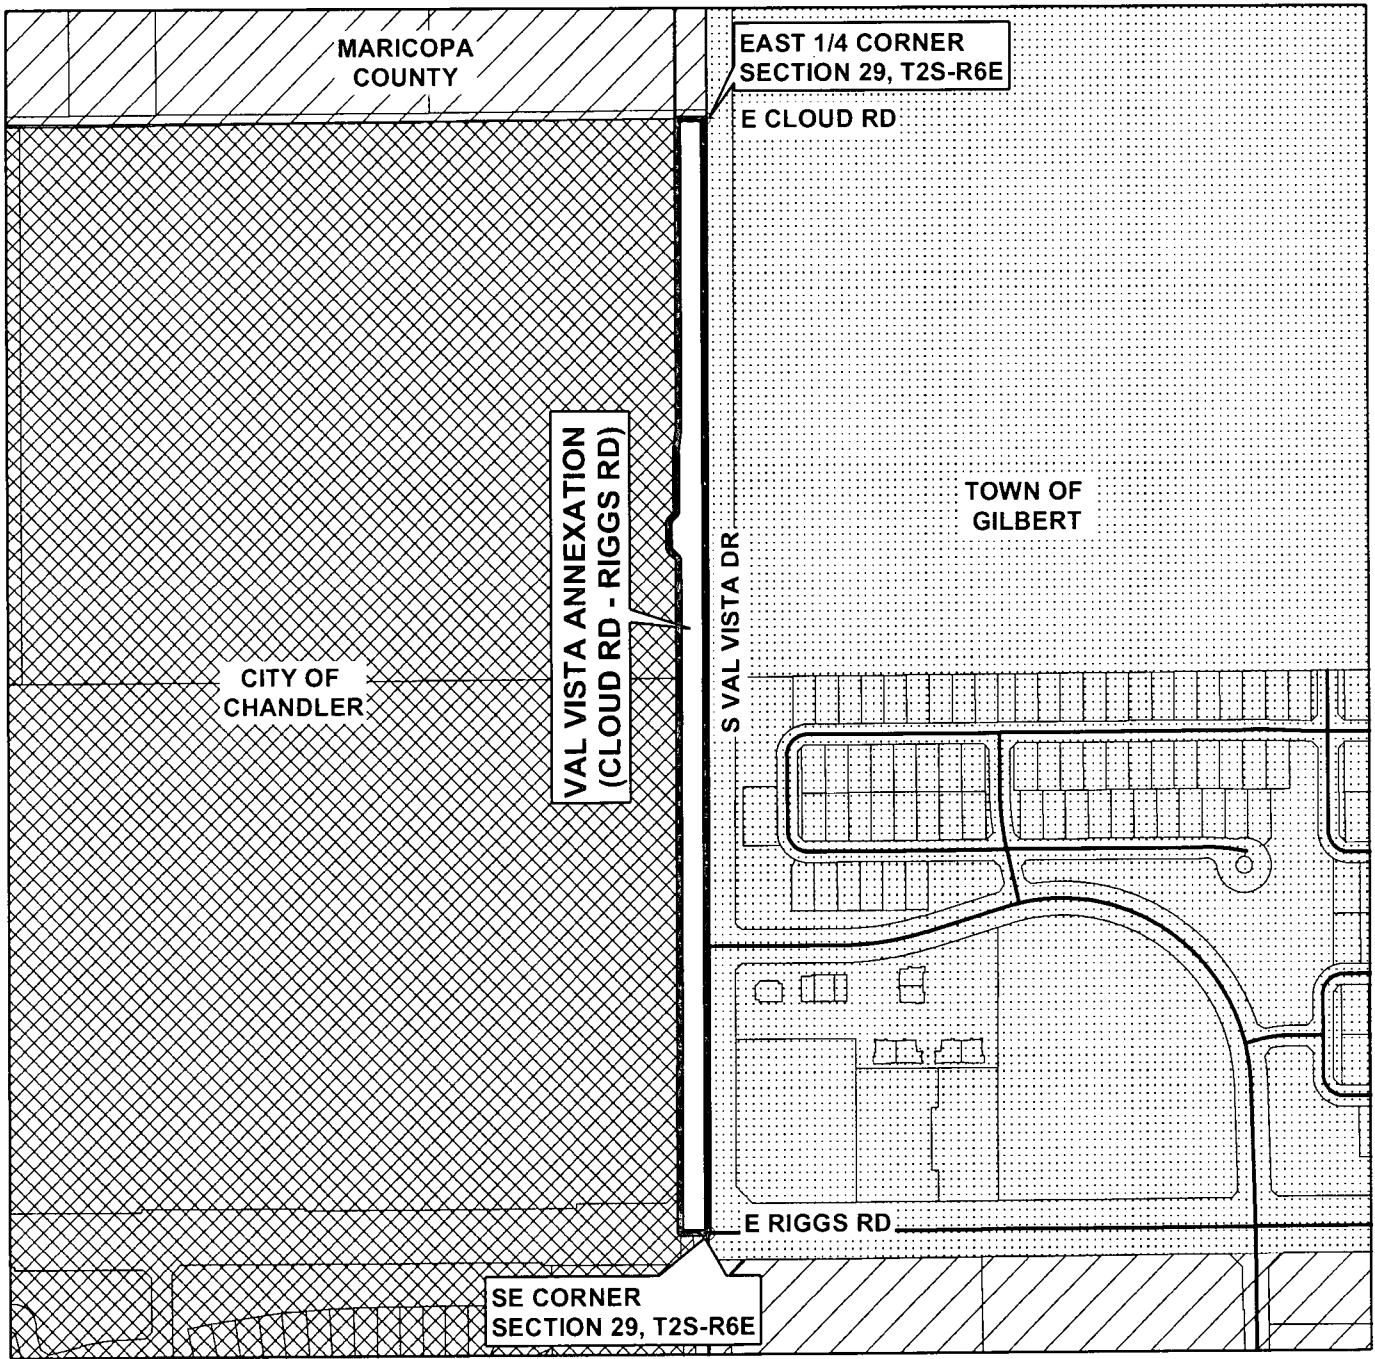 MARICOPA
COUNTY
EAST 1/4 CORNER
SECTION 29, T2S-R6E
E CLOUD RD
VAL VISTA ANNEXATION
(CLOUD RD - RIGGS RD)
TOWN OF
GILBERT
S VAL VISTA DR
CITY OF
CHANDLER
E RIGGS RD
SE CORNER
SECTION 29, T2S-R6E